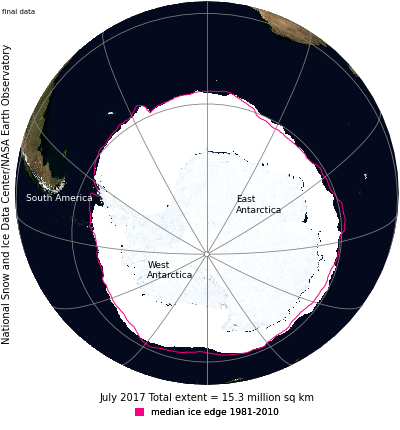 final data
National Snow and Ice Data Center/NASA Earth Observatory
South America
East
Antarctica
West
Antarctica
July 2017 Total extent = 15.3 million sq km
median ice edge 1981-2010